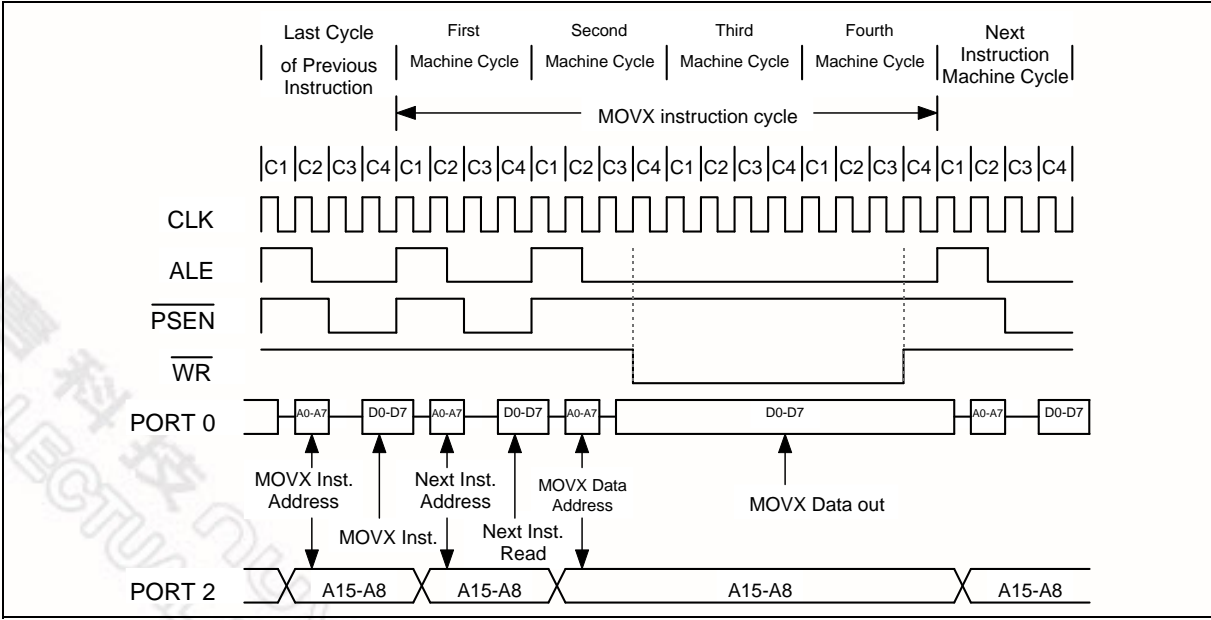 Last Cycle
of Previous
Instruction
First
Machine Cycle
Second
Machine Cycle
Third
Machine Cycle
Fourth
Machine Cycle
Next
Instruction
Machine Cycle
MOVX instruction cycle
C1 C2 C3 C4 C1 C2 C3 C4 C1 C2 C3 C4 C1 C2 C3 C4 C1 C2 C3 C4 C1 C2 C3 C4
CLK
ALE
PSEN
WR
PORT 0
A0-A7 D0-D7 A0-A7 D0-D7 A0-A7 D0-D7 A0-A7 D0-D7
MOVX Inst.
Address
MOVX Inst.
Next Inst.
Address
Next Inst.
Read
MOVX Data
Address
MOVX Data out
PORT 2
A15-A8 A15-A8 A15-A8 A15-A8
科技